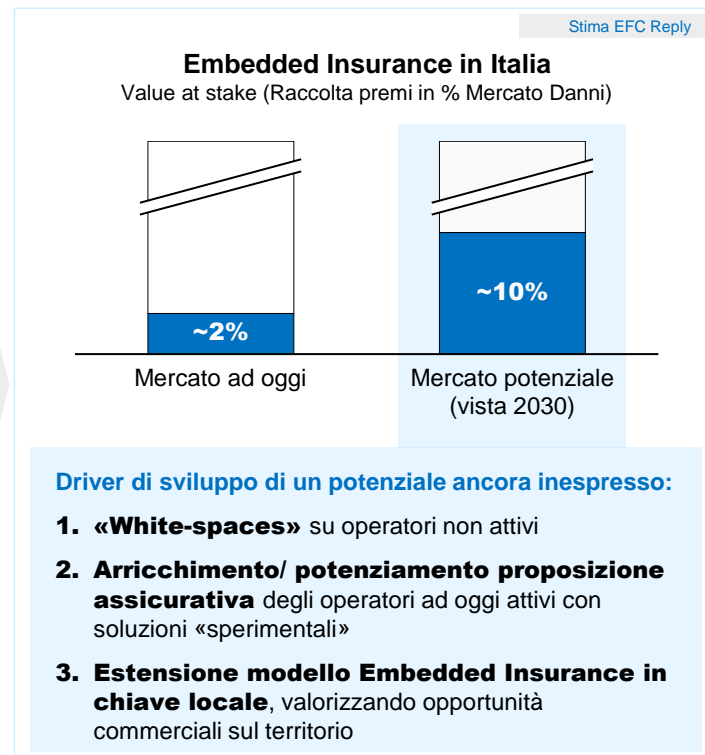 Stima EFC Reply
Embedded Insurance in Italia
Value at stake (Raccolta premi in % Mercato Danni)
~2%
~10%
Mercato ad oggi
Mercato potenziale
(vista 2030)
Driver di sviluppo di un potenziale ancora inespresso:
1. «White-spaces» su operatori non attivi
2. Arricchimento/ potenziamento proposizione
assicurativa degli operatori ad oggi attivi con
soluzioni «sperimentali»
3. Estensione modello Embedded Insurance in
chiave locale, valorizzando opportunità
commerciali sul territorio